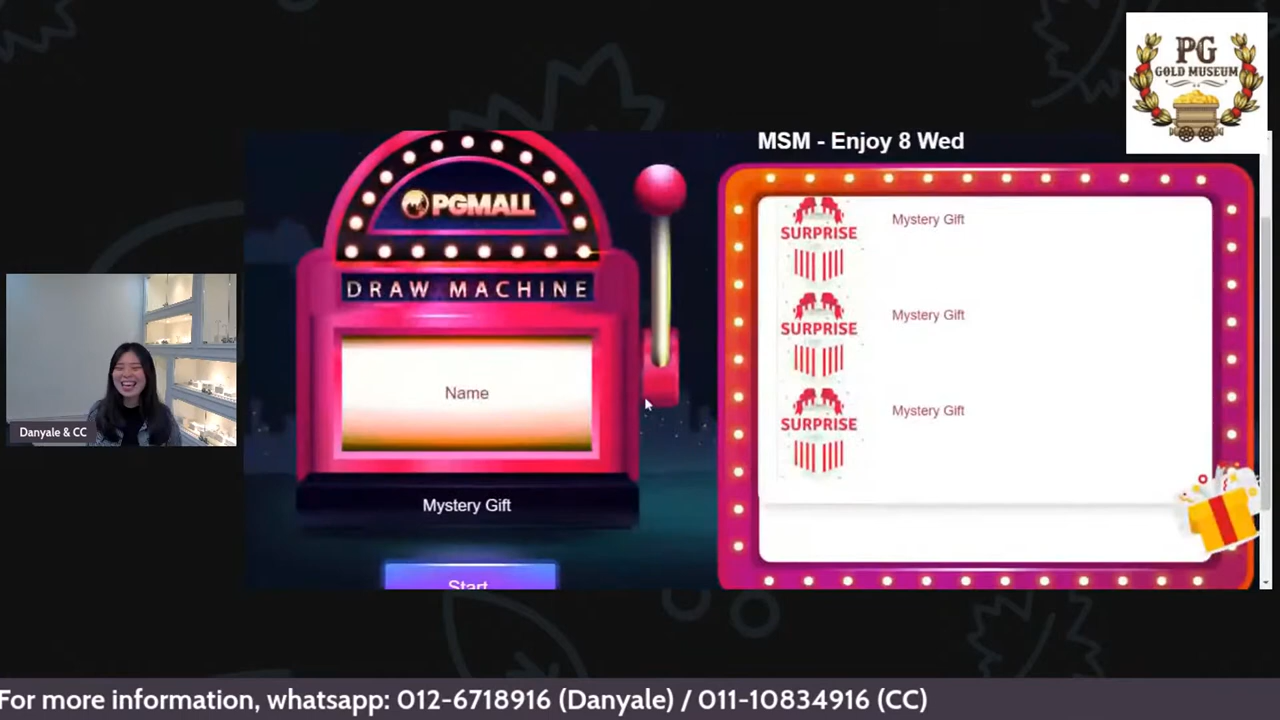 PG
GOLD MUSEUM
MSM - Enjoy 8 Wed
PGMALL
DRAW MACHINE
Name
Mystery Gift
Start
SURPRISE
Mystery Gift
SURPRISE
Mystery Gift
SURPRISE
Mystery Gift
Danyale & CC
For more information, whatsapp: 012-6718916 (Danyale) / 011-10834916 (CC)